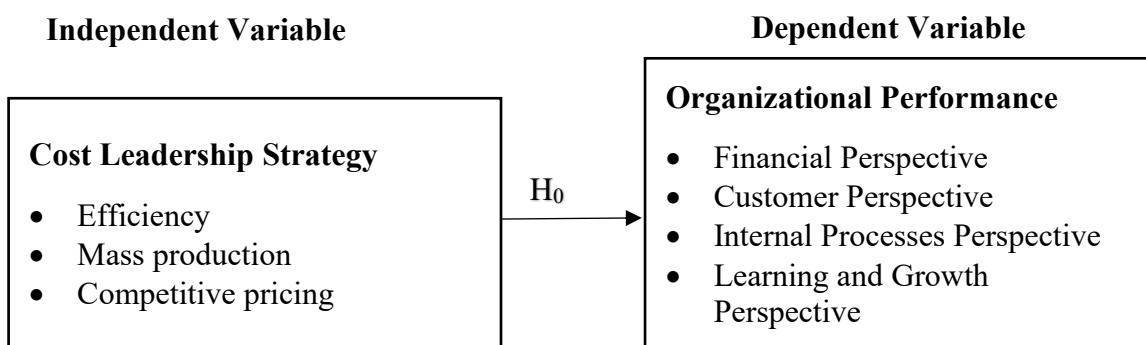 Independent Variable
Dependent Variable
Cost Leadership Strategy
• Efficiency
• Mass production
• Competitive pricing
H₀
Organizational Performance
• Financial Perspective
• Customer Perspective
• Internal Processes Perspective
• Learning and Growth
Perspective